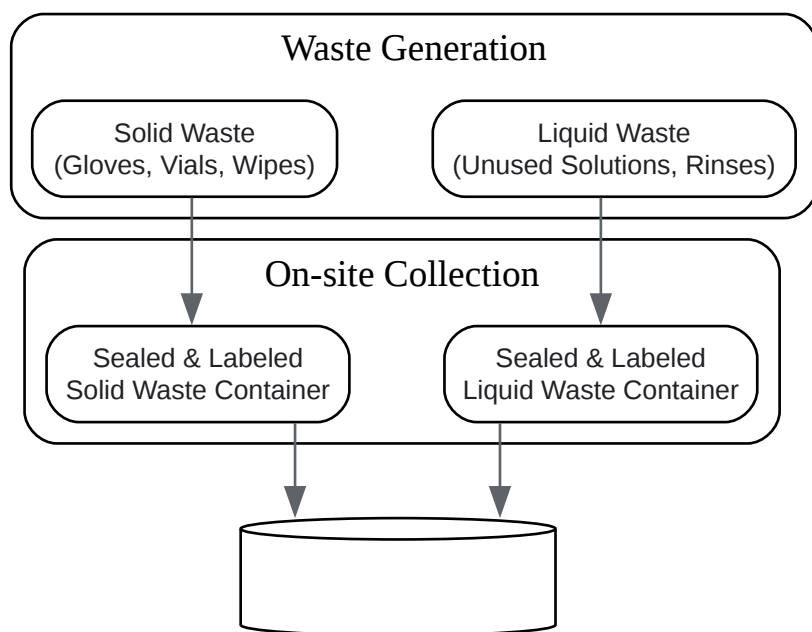 Waste Generation
Solid Waste
(Gloves, Vials, Wipes)
Liquid Waste
(Unused Solutions, Rinses)
On-site Collection
Sealed & Labeled
Solid Waste Container
Sealed & Labeled
Liquid Waste Container